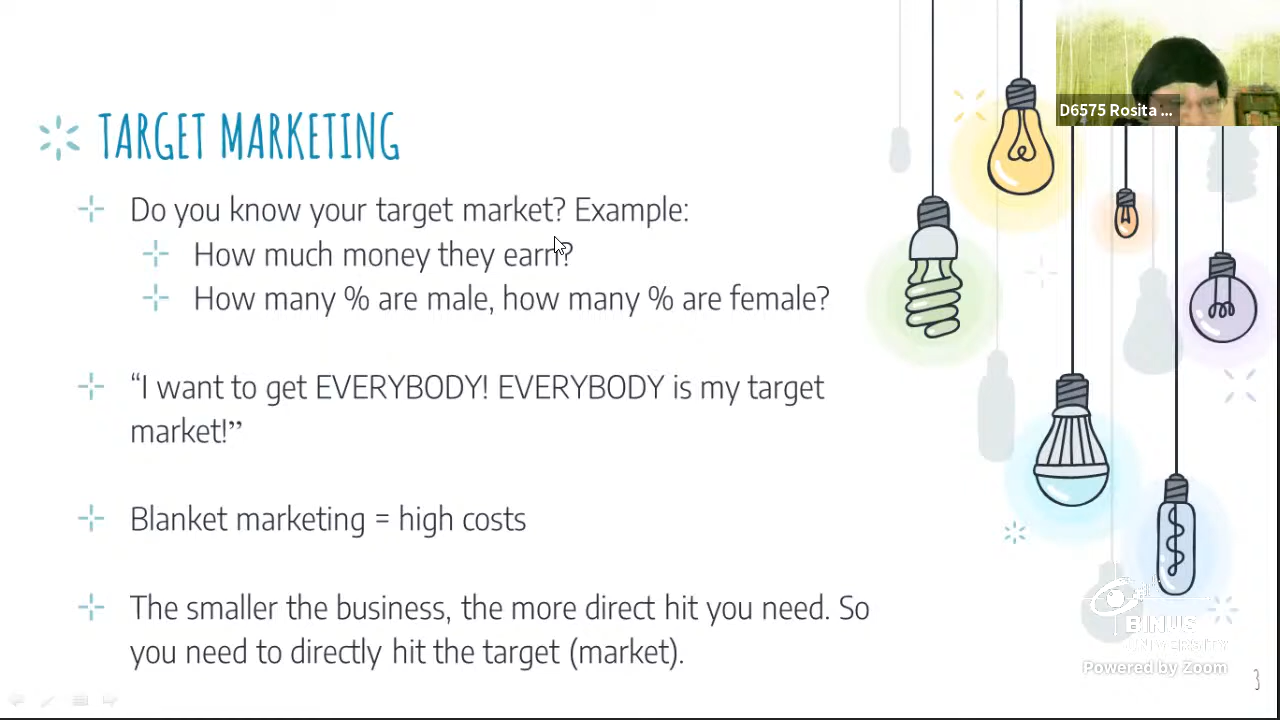 D6575 Rosita ...
TARGET MARKETING
Do you know your target market? Example:
How much money they earn?
How many % are male, how many % are female?
“I want to get EVERYBODY! EVERYBODY is my target
market!”
Blanket marketing = high costs
The smaller the business, the more direct hit you need. So
you need to directly hit the target (market).
BINUS
UNIVERSITY
Powered by Zoom
3